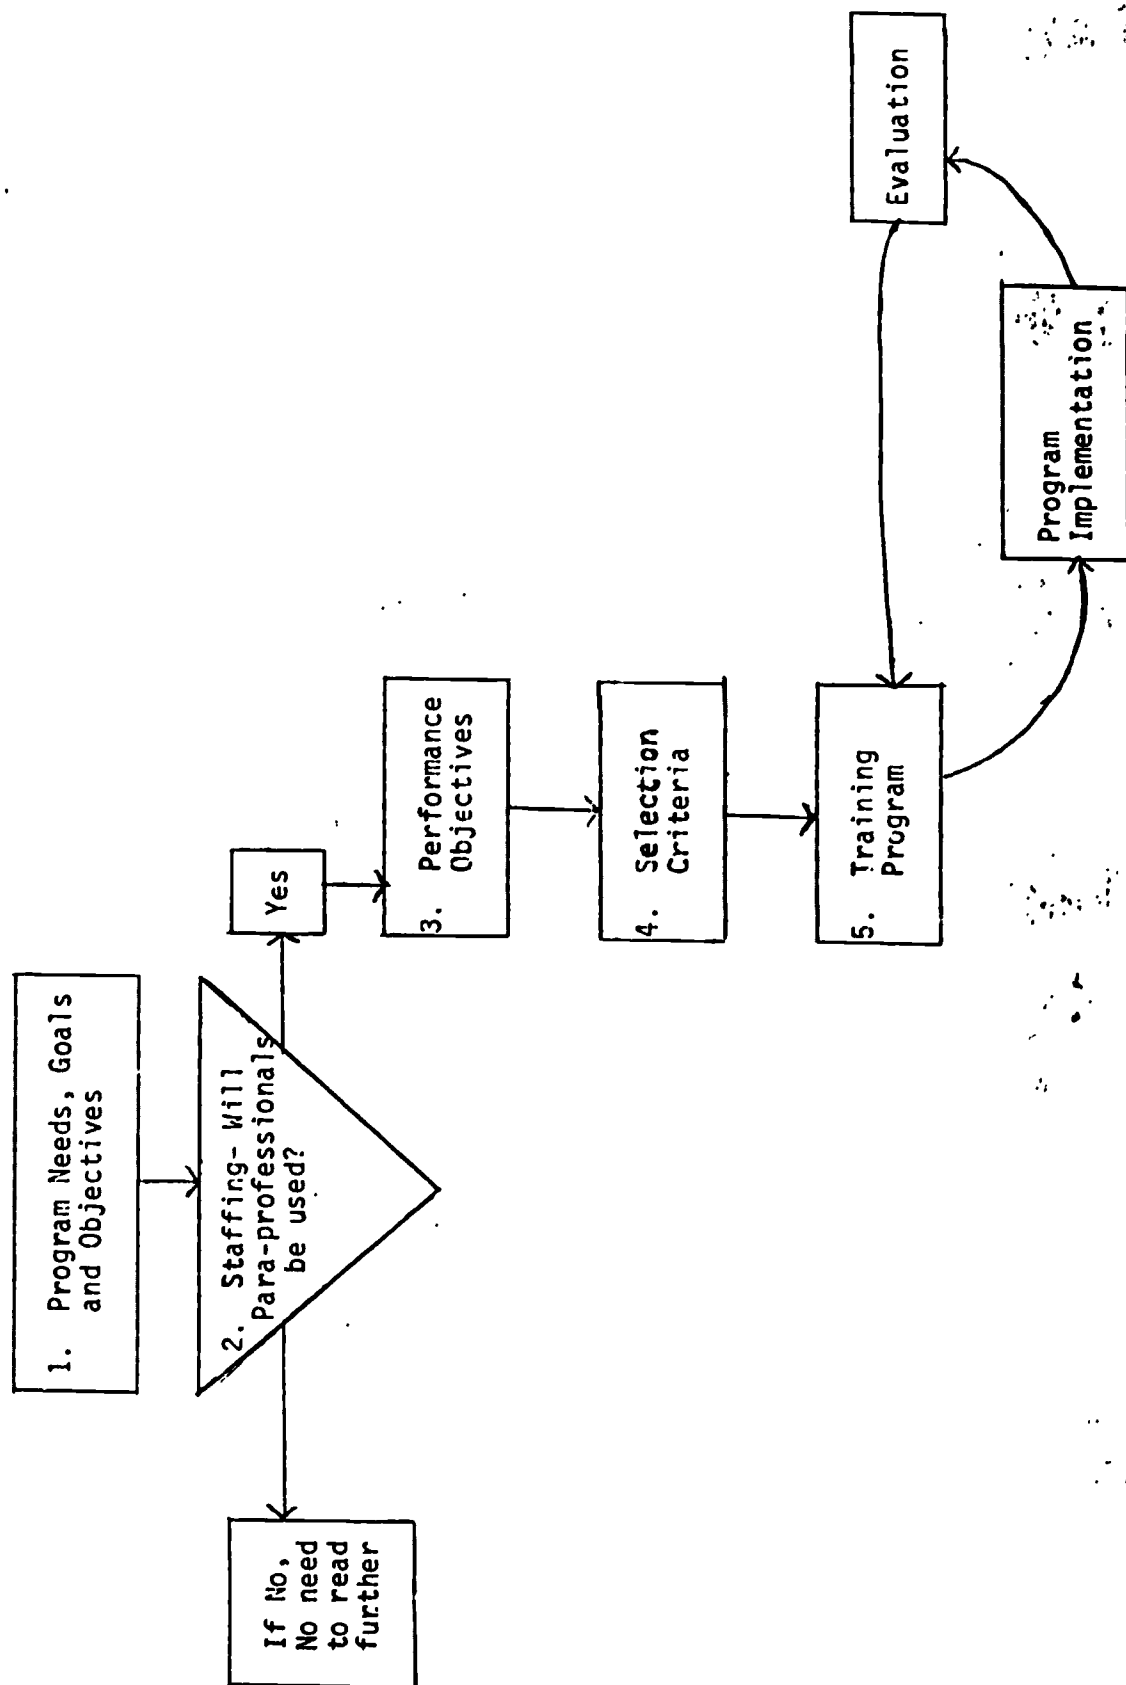 1. Program Needs, Goals
and Objectives
2. Staffing- Will
Para-professionals
be used?
If No,
No need
to read
further
Yes
3. Performance
Objectives
4. Selection
Criteria
5. Training
Program
Program
Implementation
Evaluation